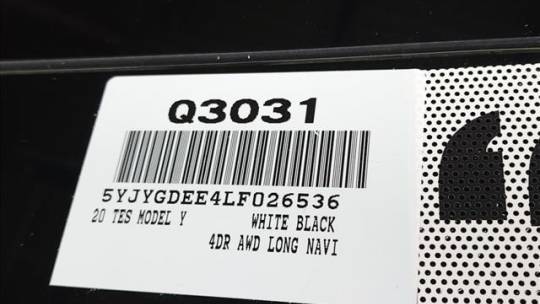 Q3031
5YJYGDEE4LF026536
20 TES MODEL Y WHITE BLACK
4DR AWD LONG NAVI